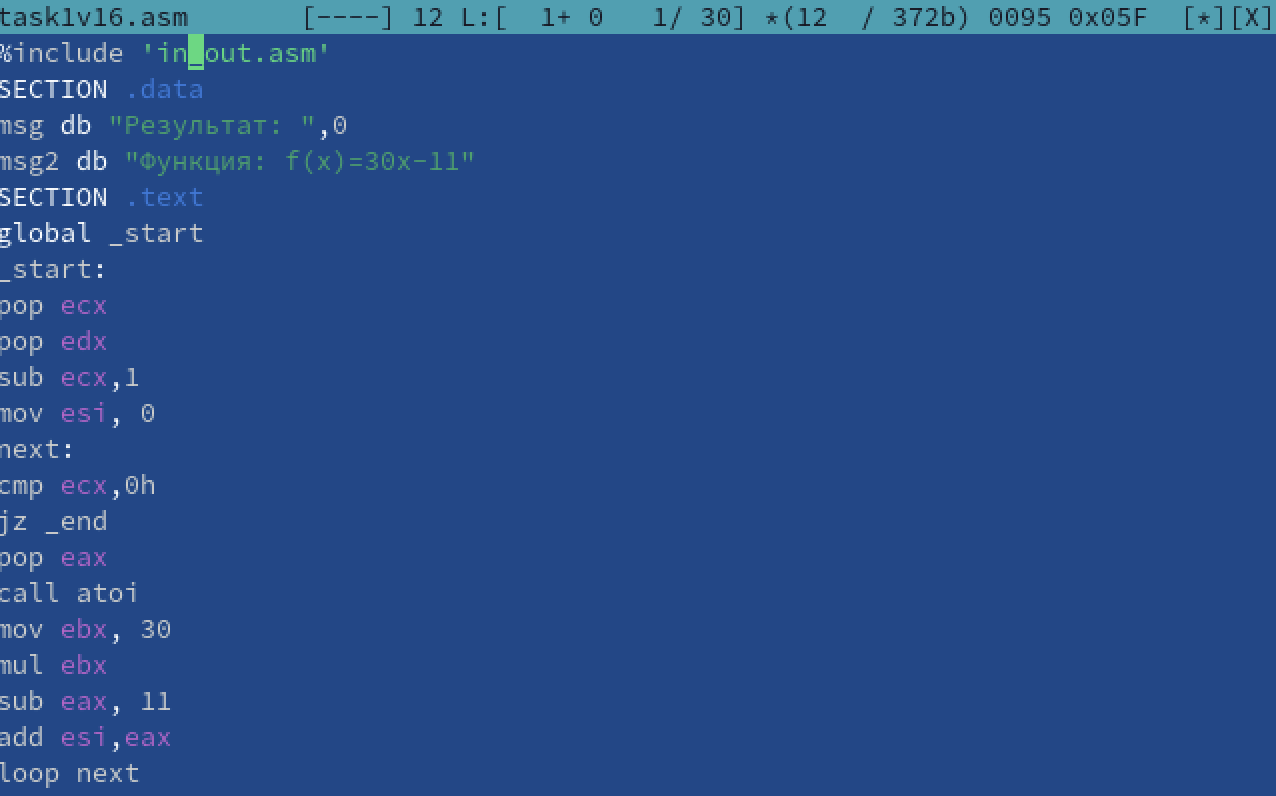 task1v16.asm [----] 12 L:[ 1+ 0 1/ 30] *(12 / 372b) 0095 0x05F [*][X]
%include 'in_out.asm'
SECTION .data
msg db "Результат: ",0
msg2 db "Функция: f(x)=30x-11"
SECTION .text
global _start
_start:
pop ecx
pop edx
sub ecx,1
mov esi, 0
next:
cmp ecx,0h
jz _end
pop eax
call atoi
mov ebx, 30
mul ebx
sub eax, 11
add esi,eax
loop next